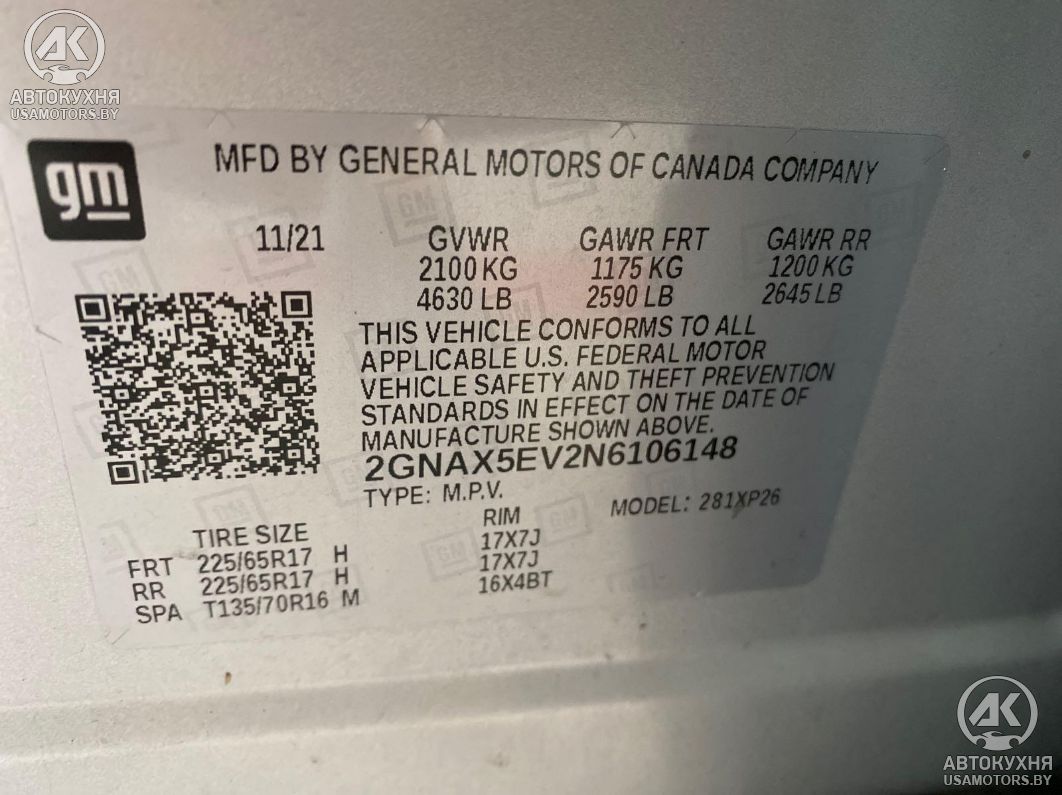 AK
АВТОКУХНЯ
USAMOTORS.BY
gm
MFD BY GENERAL MOTORS OF CANADA COMPANY
11/21 GVWR GAWR FRT GAWR RR
2100 KG 1175 KG 1200 KG
4630 LB 2590 LB 2645 LB
THIS VEHICLE CONFORMS TO ALL
APPLICABLE U.S. FEDERAL MOTOR
VEHICLE SAFETY AND THEFT PREVENTION
STANDARDS IN EFFECT ON THE DATE OF
MANUFACTURE SHOWN ABOVE.
2GNAX5EV2N6106148
TYPE: M.P.V. MODEL: 281XP26
TIRE SIZE RIM
FRT 225/65R17 H 17X7J
RR 225/65R17 H 17X7J
SPA T135/70R16 M 16X4BT
AK
АВТОКУХНЯ
USAMOTORS.BY